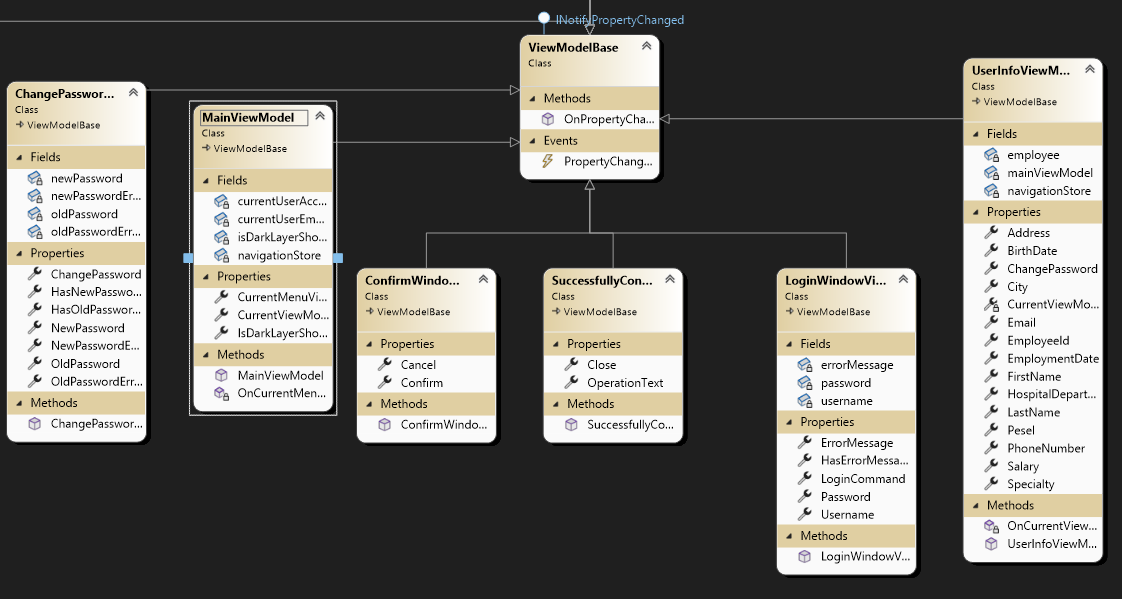 INotifyPropertyChanged
ViewModelBase
Class
Methods
OnPropertyCha...
Events
PropertyChang...
ChangePasswor...
Class
ViewModelBase
Fields
newPassword
newPasswordEr...
oldPassword
oldPasswordErr...
Properties
ChangePassword
HasNewPasswo...
HasOldPasswor...
NewPassword
NewPasswordE...
OldPassword
OldPasswordErr...
Methods
ChangePasswor...
MainViewModel
Class
ViewModelBase
Fields
currentUserAcc...
currentUserEm...
isDarkLayerSho...
navigationStore
Properties
CurrentMenuVi...
CurrentViewMo...
IsDarkLayerSho...
Methods
MainViewModel
OnCurrentMen...
ConfirmWindo...
Class
ViewModelBase
Properties
Cancel
Confirm
Methods
ConfirmWindo...
SuccessfullyCon...
Class
ViewModelBase
Properties
Close
OperationText
Methods
SuccessfullyCo...
LoginWindowVi...
Class
ViewModelBase
Fields
errorMessage
password
username
Properties
ErrorMessage
HasErrorMessa...
LoginCommand
Password
Username
Methods
LoginWindowV...
UserInfoViewM...
Class
ViewModelBase
Fields
employee
mainViewModel
navigationStore
Properties
Address
BirthDate
ChangePassword
City
CurrentViewMo...
Email
EmployeeId
EmploymentDate
FirstName
HospitalDepart...
LastName
Pesel
PhoneNumber
Salary
Specialty
Methods
OnCurrentView...
UserInfoViewM...